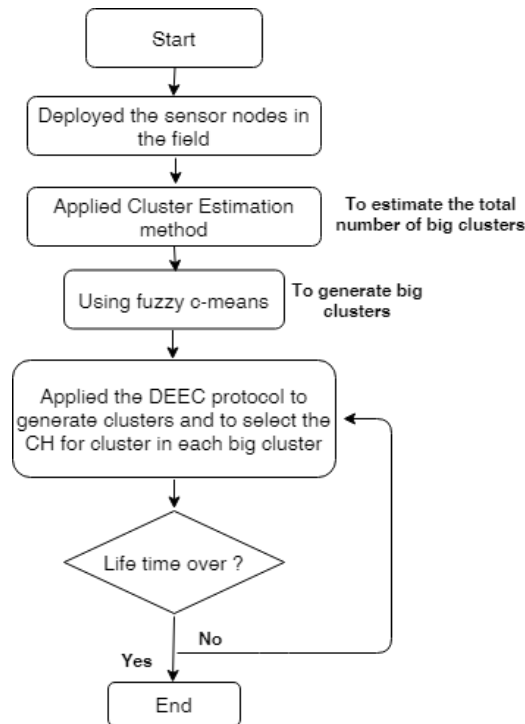 Start
Deployed the sensor nodes in
the field
Applied Cluster Estimation
method
To estimate the total
number of big clusters
Using fuzzy c-means
To generate big
clusters
Applied the DEEC protocol to
generate clusters and to select the
CH for cluster in each big cluster
Life time over ?
No
Yes
End